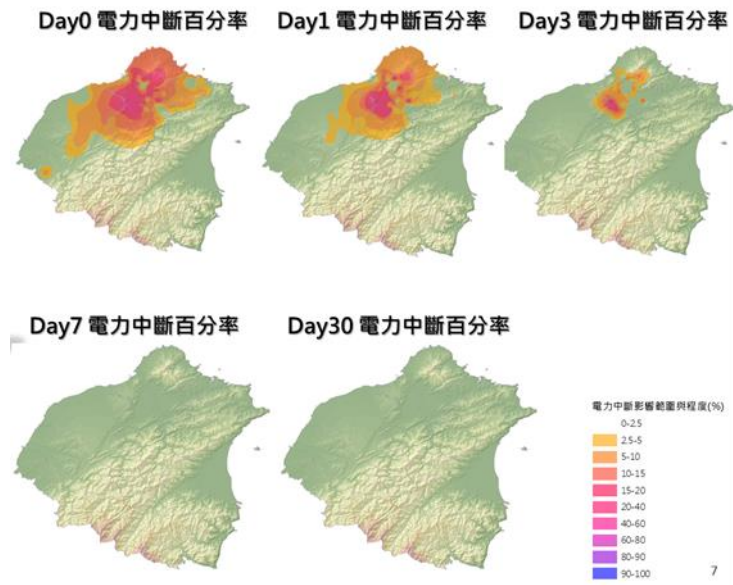 Day0 電力中斷百分率
Day1 電力中斷百分率
Day3 電力中斷百分率
Day7 電力中斷百分率
Day30 電力中斷百分率
電力中斷影響範圍與程度(%)
0-2.5
2.5-5
5-10
10-15
15-20
20-40
40-60
60-80
80-90
90-100
7